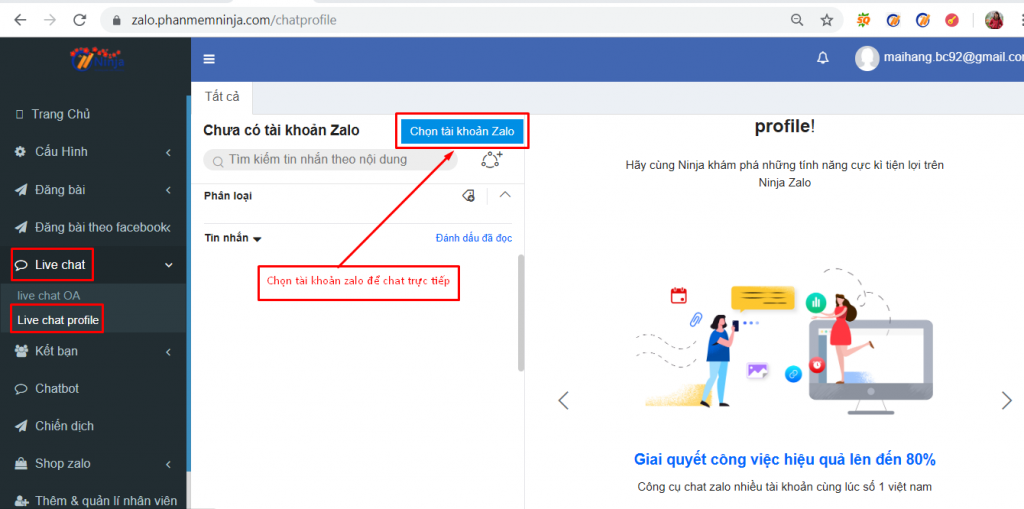 zalo.phanmemninja.com/chatprofile
Ninja
maihang.bc92@gmail.co
Trang Chủ
Cấu Hình
Đăng bài
Đăng bài theo facebook
Live chat
live chat OA
Live chat profile
Kết bạn
Chatbot
Chiến dịch
Shop zalo
Thêm & quản lí nhân viên
Tất cả
Chưa có tài khoản Zalo
Chọn tài khoản Zalo
Tìm kiếm tin nhắn theo nội dung
Phân loại
Tin nhắn
Đánh dấu đã đọc
Chọn tài khoản zalo để chat trực tiếp
profile!
Hãy cùng Ninja khám phá những tính năng cực kì tiện lợi trên
Ninja Zalo
Giải quyết công việc hiệu quả lên đến 80%
Công cụ chat zalo nhiều tài khoản cùng lúc số 1 việt nam